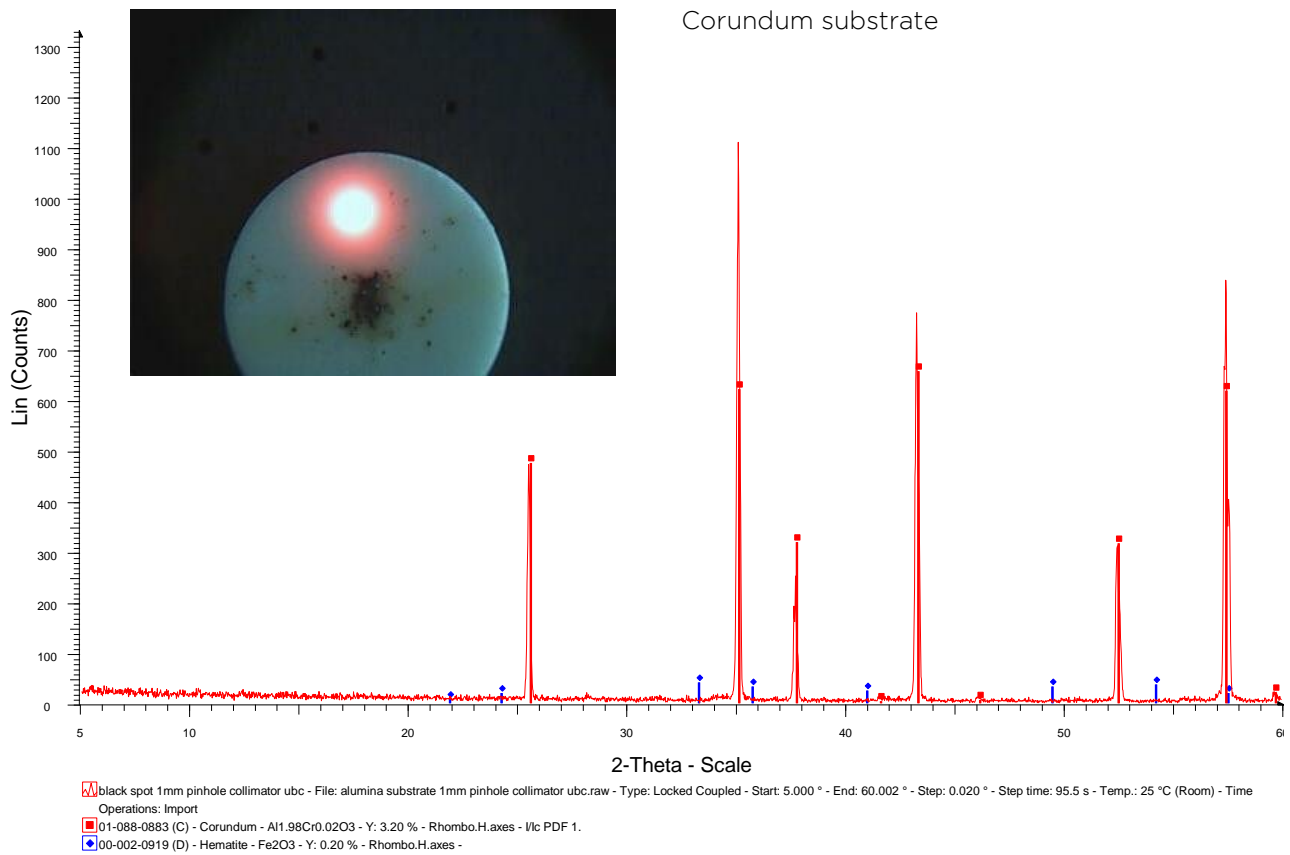 Corundum substrate
Lin (Counts)
1300
1200
1100
1000
900
800
700
600
500
400
300
200
100
0
5 10 20 30 40 50
2-Theta - Scale
black spot 1mm pinhole collimator ubc - File: alumina substrate 1mm pinhole collimator ubc.raw - Type: Locked Coupled - Start: 5.000 ° - End: 60.002 ° - Step: 0.020 ° - Step time: 95.5 s - Temp.: 25 °C (Room) - Time
Operations: Import
01-088-0883 (C) - Corundum - Al1.98Cr0.02O3 - Y: 3.20 % - Rhombo.H.axes - I/Ic PDF 1.
00-002-0919 (D) - Hematite - Fe2O3 - Y: 0.20 % - Rhombo.H.axes -